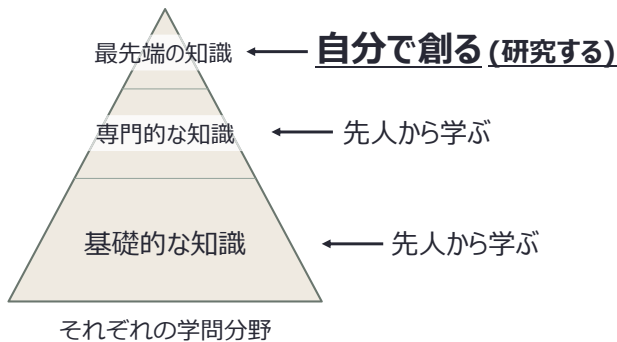 最先端の知識 自分で創る (研究する)
専門的な知識 先人から学ぶ
基礎的な知識 先人から学ぶ
それぞれの学問分野